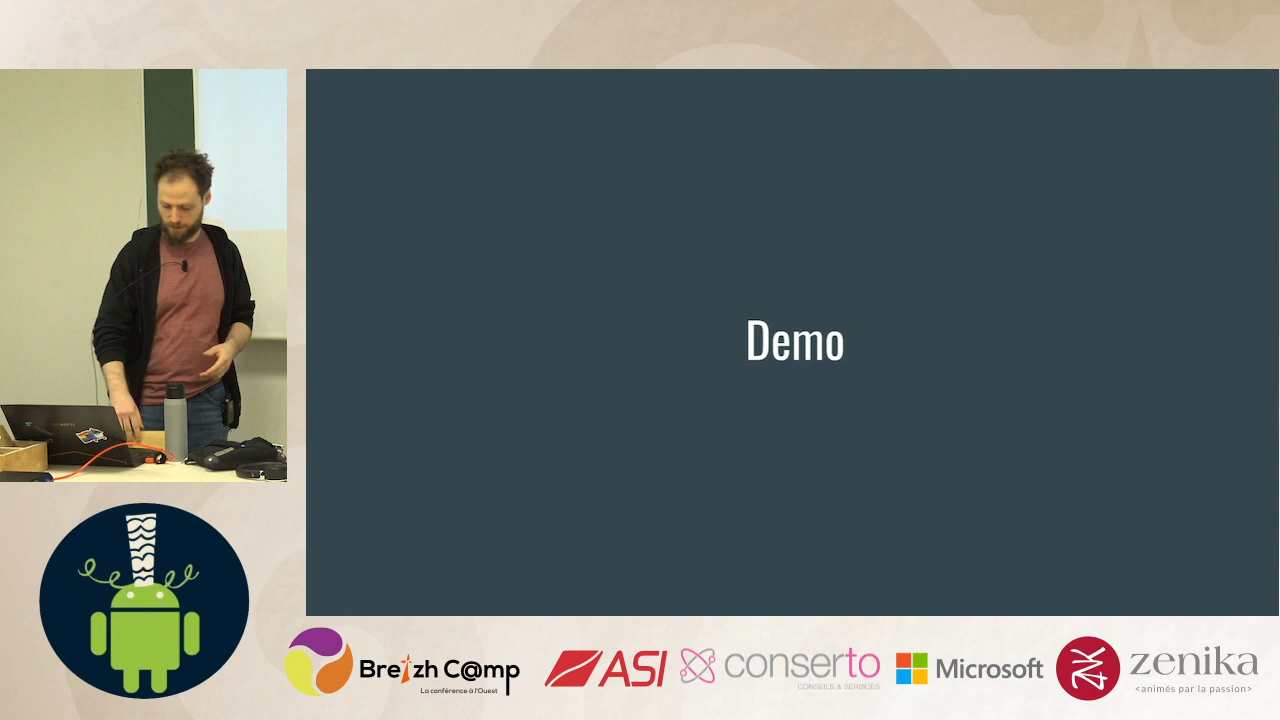 Demo
Breizh C@mp
La conférence à l'Ouest
ASI
conserto
CONSEILS & SERVICES
Microsoft
zenika
<animés par la passion>